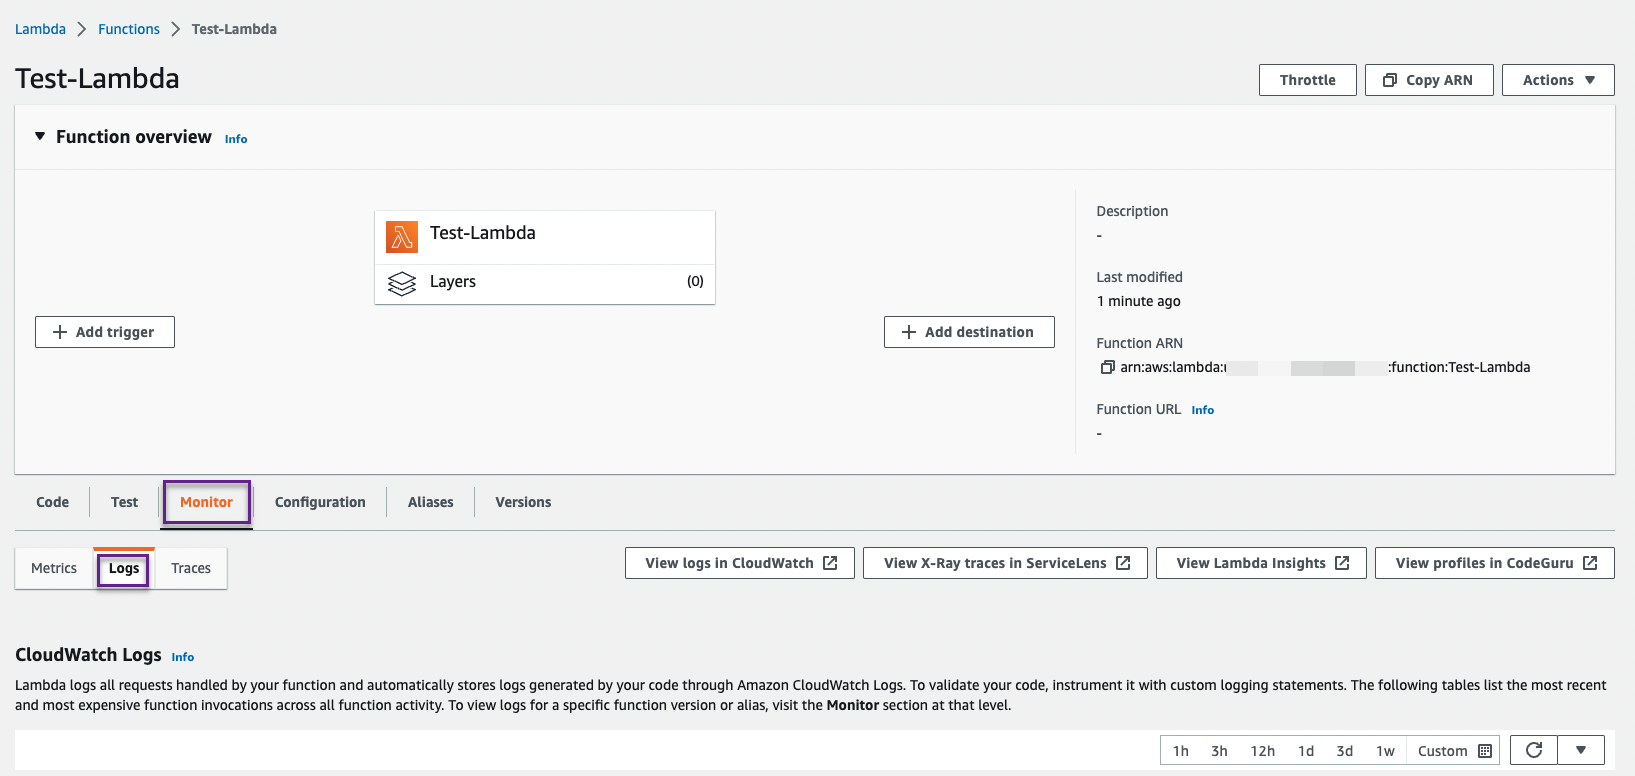 Lambda > Functions > Test-Lambda
Test-Lambda
Throttle Copy ARN Actions
Function overview Info
Test-Lambda
Layers (0)
+ Add trigger
+ Add destination
Description
-
Last modified
1 minute ago
Function ARN
arn:aws:lambda: :function:Test-Lambda
Function URL Info
-
Code Test Monitor Configuration Aliases Versions
Metrics Logs Traces
View logs in CloudWatch View X-Ray traces in ServiceLens View Lambda Insights View profiles in CodeGuru
CloudWatch Logs Info
Lambda logs all requests handled by your function and automatically stores logs generated by your code through Amazon CloudWatch Logs. To validate your code, instrument it with custom logging statements. The following tables list the most recent
and most expensive function invocations across all function activity. To view logs for a specific function version or alias, visit the Monitor section at that level.
1h 3h 12h 1d 3d 1w Custom